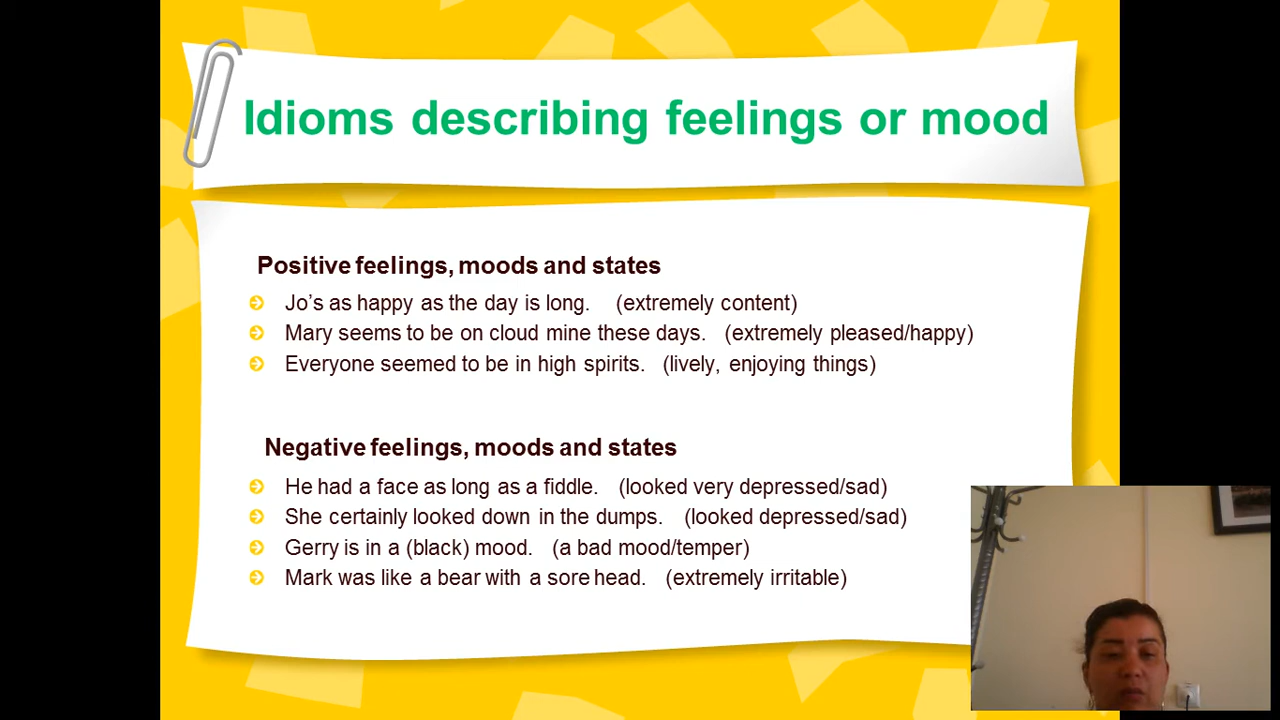 Idioms describing feelings or mood
Positive feelings, moods and states
Jo's as happy as the day is long. (extremely content)
Mary seems to be on cloud mine these days. (extremely pleased/happy)
Everyone seemed to be in high spirits. (lively, enjoying things)
Negative feelings, moods and states
He had a face as long as a fiddle. (looked very depressed/sad)
She certainly looked down in the dumps. (looked depressed/sad)
Gerry is in a (black) mood. (a bad mood/temper)
Mark was like a bear with a sore head. (extremely irritable)